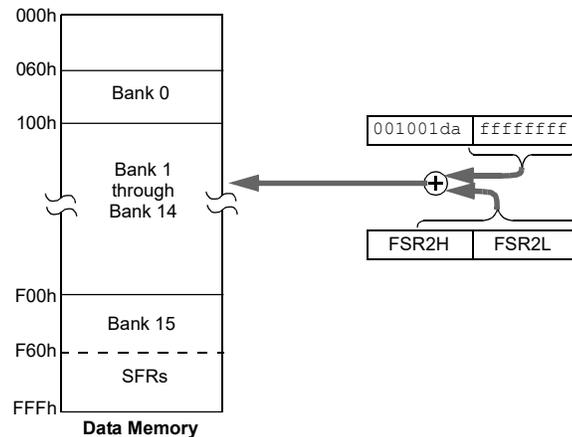 000h
060h
Bank 0
100h
001001da ffffffff
Bank 1
through
Bank 14
FSR2H FSR2L
F00h
Bank 15
F60h
SFRs
FFFh
Data Memory